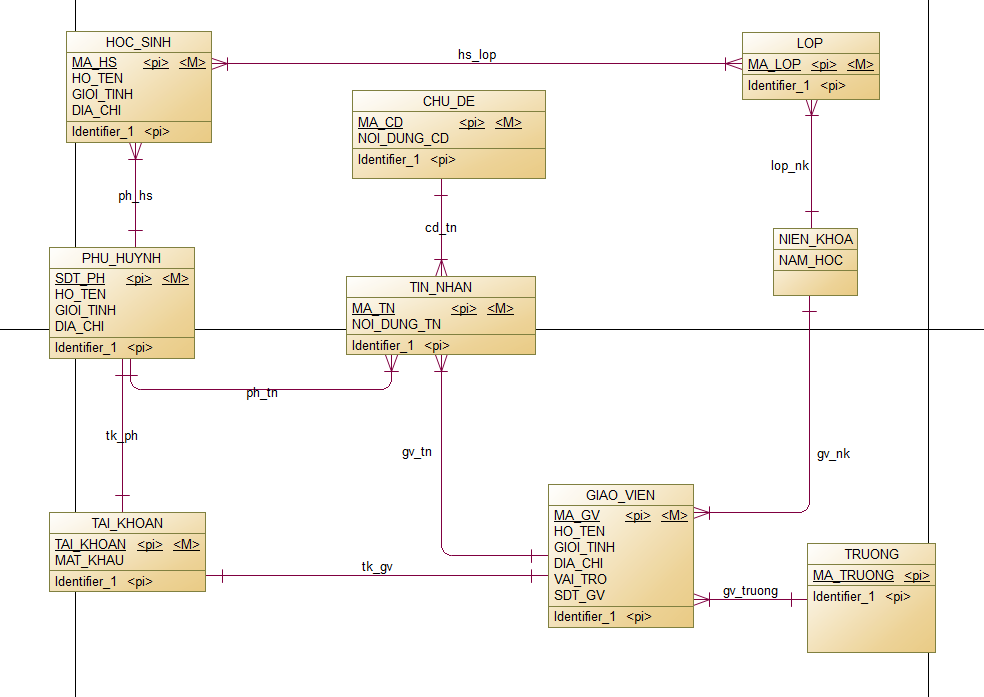 HOC_SINH
MA_HS <pi> <M>
HO_TEN
GIOI_TINH
DIA_CHI
Identifier_1 <pi>
hs_lop
LOP
MA_LOP <pi> <M>
Identifier_1 <pi>
CHU_DE
MA_CD <pi> <M>
NOI_DUNG_CD
Identifier_1 <pi>
ph_hs
lop_nk
cd_tn
NIEN_KHOA
NAM_HOC
PHU_HUYNH
SDT_PH <pi> <M>
HO_TEN
GIOI_TINH
DIA_CHI
Identifier_1 <pi>
TIN_NHAN
MA_TN <pi> <M>
NOI_DUNG_TN
Identifier_1 <pi>
ph_tn
tk_ph
gv_tn
gv_nk
GIAO_VIEN
MA_GV <pi> <M>
HO_TEN
GIOI_TINH
DIA_CHI
VAI_TRO
SDT_GV
Identifier_1 <pi>
TAI_KHOAN
TAI_KHOAN <pi> <M>
MAT_KHAU
Identifier_1 <pi>
tk_gv
gv_truong
TRUONG
MA_TRUONG <pi>
Identifier_1 <pi>